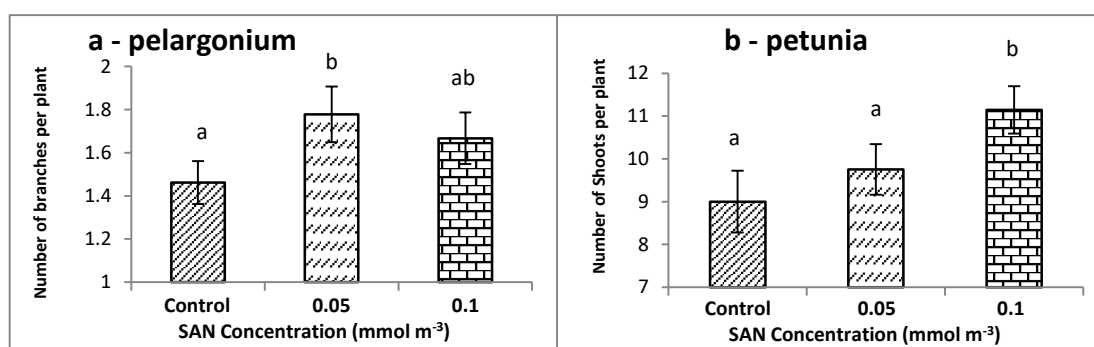 a - pelargonium
Number of branches per plant
2
1.8
1.6
1.4
1.2
1
a
b
ab
Control 0.05 0.1
SAN Concentration (mmol m⁻³)
b - petunia
Number of Shoots per plant
12
11
10
9
8
7
a
a
b
Control 0.05 0.1
SAN Concentration (mmol m⁻³)